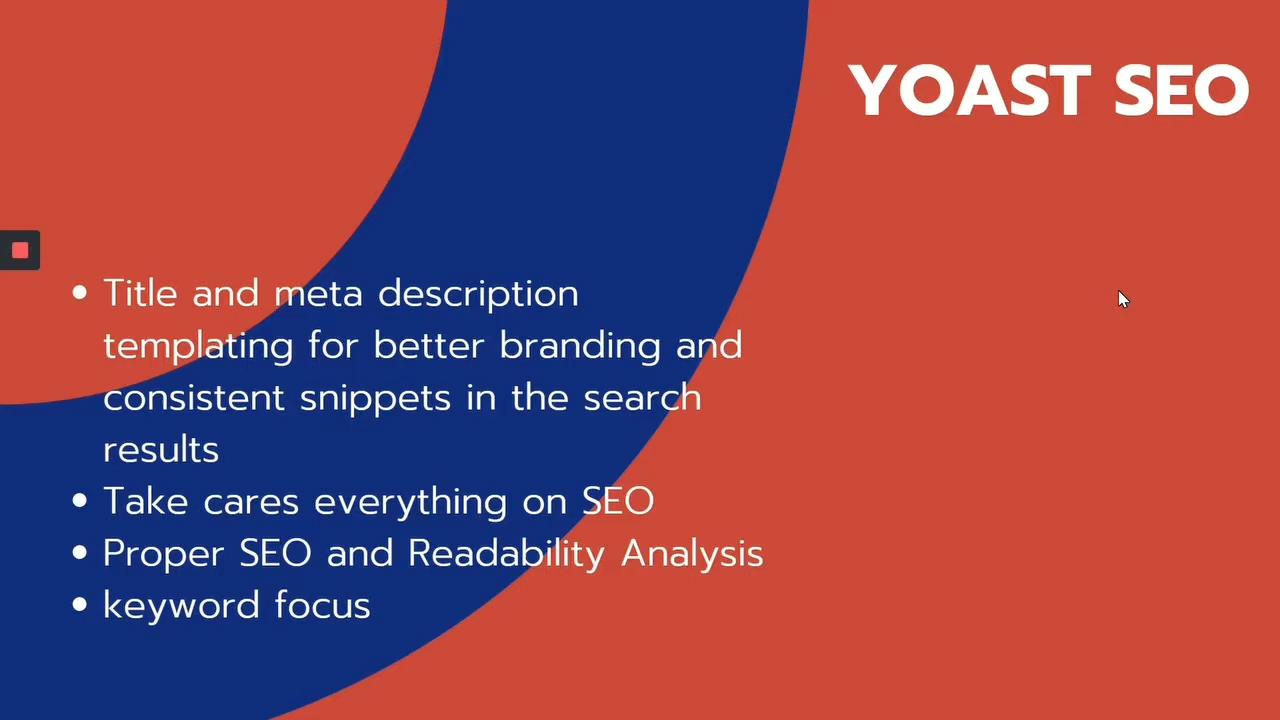 YOAST SEO
• Title and meta description
templating for better branding and
consistent snippets in the search
results
• Take cares everything on SEO
• Proper SEO and Readability Analysis
• keyword focus